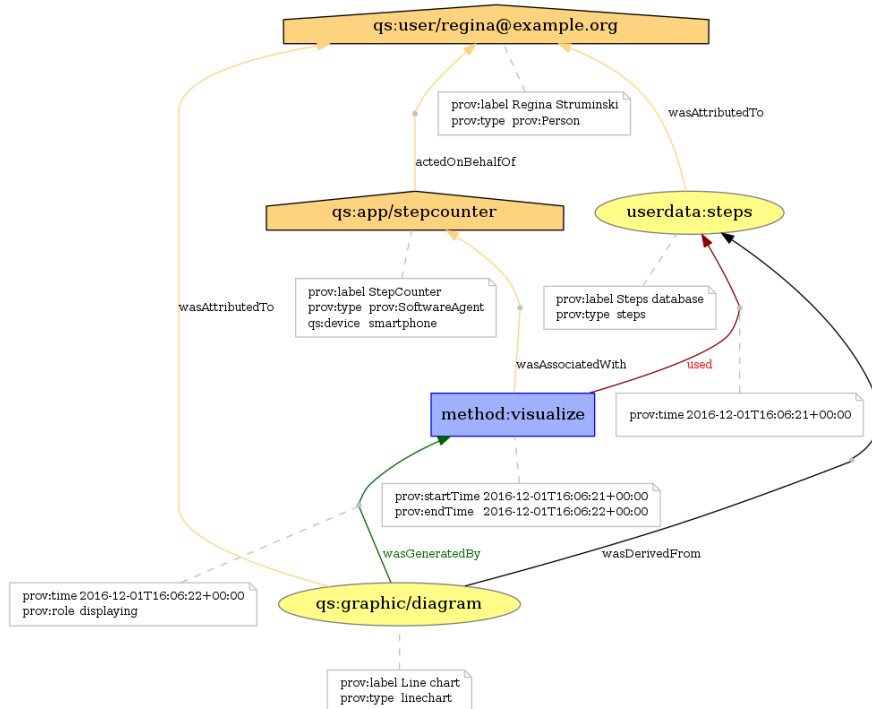 qs:user/regina@example.org
prov:label Regina Struminski
prov:type prov:Person
wasAttributedTo
actedOnBehalfOf
qs:app/stepcounter
userdata:steps
prov:label StepCounter
prov:type prov:SoftwareAgent
qs:device smartphone
prov:label Steps database
prov:type steps
wasAttributedTo
wasAssociatedWith
used
method:visualize
prov:time 2016-12-01T16:06:21+00:00
prov:startTime 2016-12-01T16:06:21+00:00
prov:endTime 2016-12-01T16:06:22+00:00
wasGeneratedBy
wasDerivedFrom
prov:time 2016-12-01T16:06:22+00:00
prov:role displaying
qs:graphic/diagram
prov:label Line chart
prov:type linechart